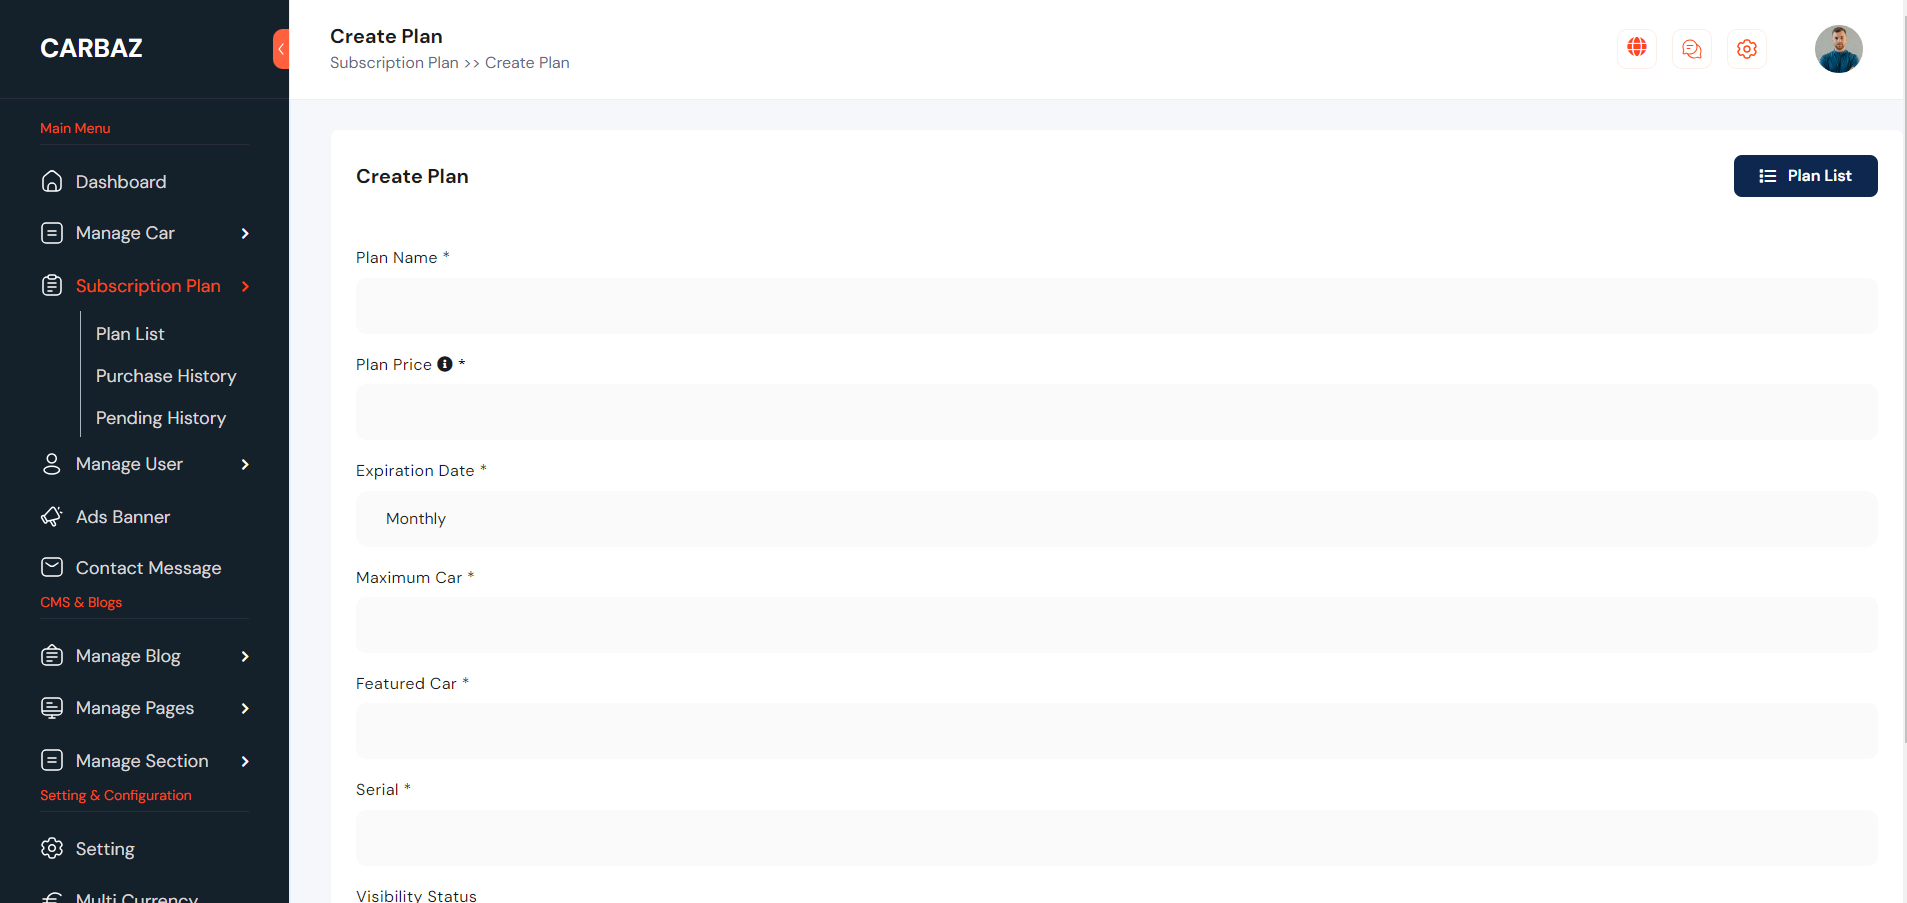 CARBAZ
Main Menu
Dashboard
Manage Car
Subscription Plan
Plan List
Purchase History
Pending History
Manage User
Ads Banner
Contact Message
CMS & Blogs
Manage Blog
Manage Pages
Manage Section
Setting & Configuration
Setting
Multi Currency
Create Plan
Subscription Plan >> Create Plan
Create Plan
Plan List
Plan Name *
Plan Price *
Expiration Date *
Monthly
Maximum Car *
Featured Car *
Serial *
Visibility Status